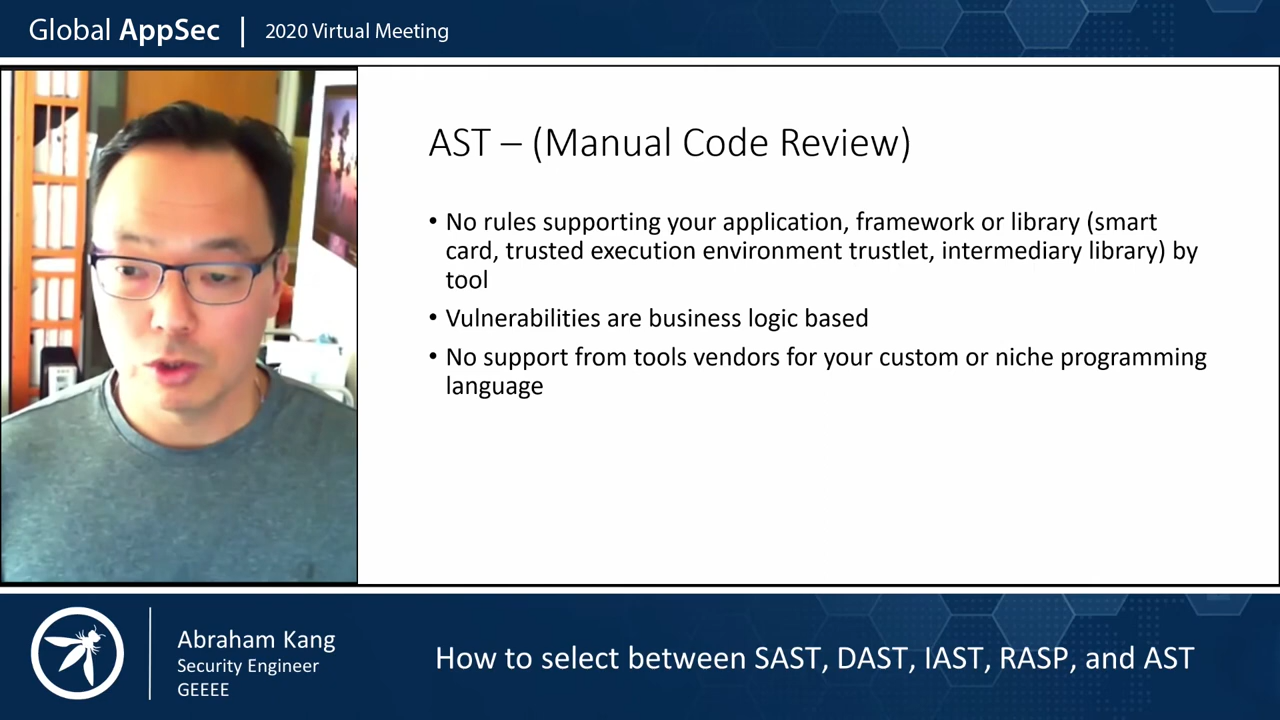 Global AppSec | 2020 Virtual Meeting
AST – (Manual Code Review)
• No rules supporting your application, framework or library (smart
card, trusted execution environment trustlet, intermediary library) by
tool
• Vulnerabilities are business logic based
• No support from tools vendors for your custom or niche programming
language
Abraham Kang
Security Engineer
GEEEE
How to select between SAST, DAST, IAST, RASP, and AST